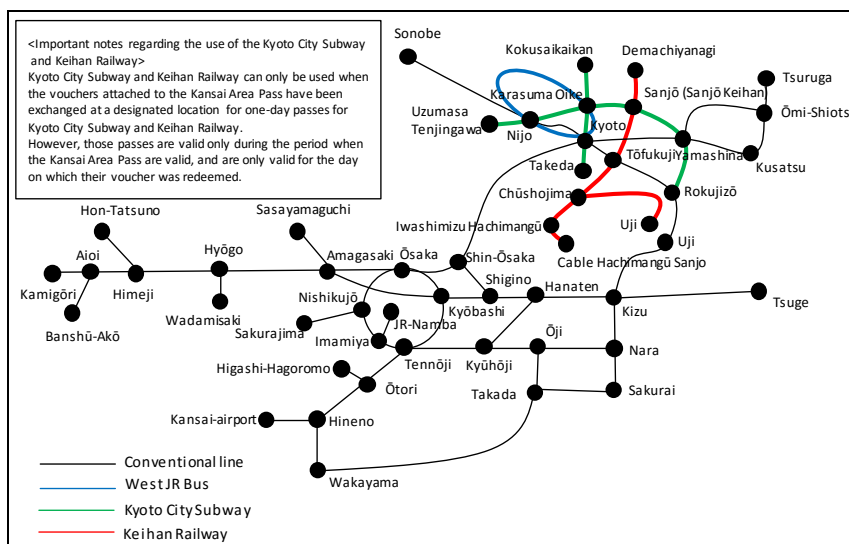 <Important notes regarding the use of the Kyoto City Subway
and Keihan Railway>
Kyoto City Subway and Keihan Railway can only be used when
the vouchers attached to the Kansai Area Pass have been
exchanged at a designated location for one-day passes for
Kyoto City Subway and Keihan Railway.
However, those passes are valid only during the period when
the Kansai Area Pass are valid, and are only valid for the day
on which their voucher was redeemed.
Sonobe
Kokusaikaikan
Demachiyanagi
Tsuruga
Karasuma Oike
Sanjō (Sanjō Keihan)
Uzumasa
Tenjingawa
Nijo
Kyoto
Ōmi-Shiots
Takeda
Tōfukuji
Yamashina
Kusatsu
Chūshojima
Rokujizō
Hon-Tatsuno
Sasayamaguchi
Iwashimizu Hachimangū
Uji
Uji
Cable Hachimangū Sanjo
Aioi
Hyōgo
Amagasaki
Ōsaka
Shin-Ōsaka
Kamigōri
Himeji
Shigino
Hanaten
Nishikujō
Kyōbashi
Kizu
Tsuge
Banshū-Akō
Wadamisaki
Sakurajima
JR-Namba
Imamiya
Ōji
Tennōji
Kyūhōji
Nara
Higashi-Hagoromo
Ōtori
Takada
Sakurai
Kansai-airport
Hineno
Wakayama
Conventional line
West JR Bus
Kyoto City Subway
Keihan Railway